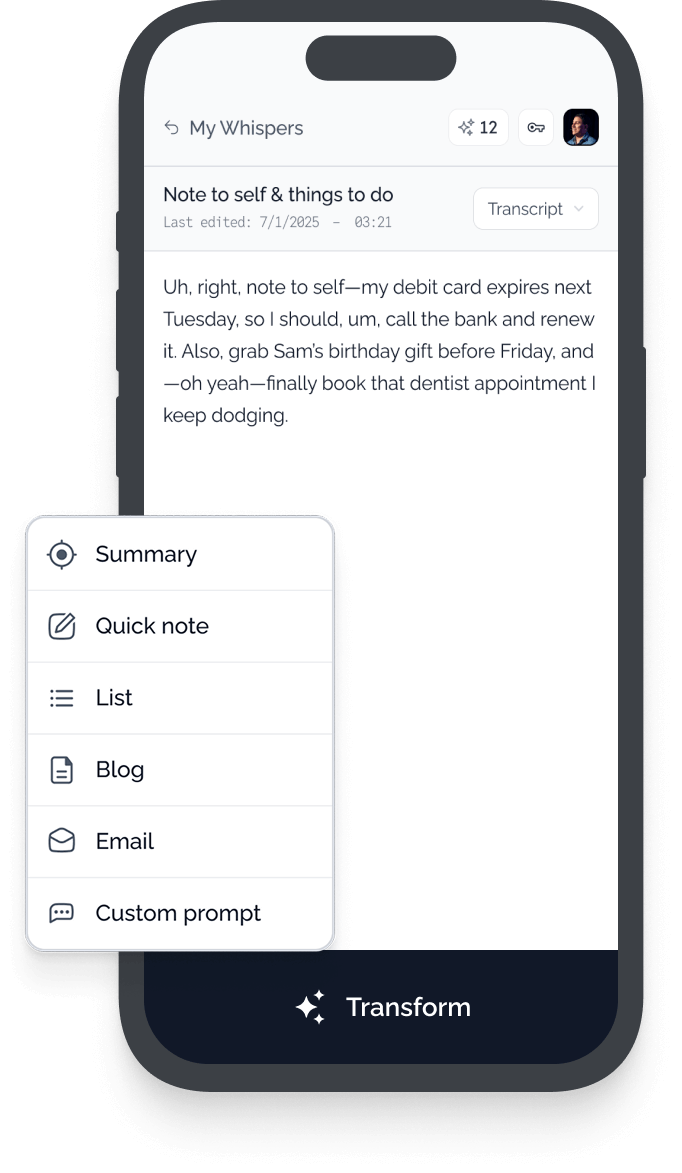 My Whispers
12
Note to self & things to do
Last edited: 7/1/2025 – 03:21
Transcript
Uh, right, note to self—my debit card expires next
Tuesday, so I should, um, call the bank and renew
it. Also, grab Sam’s birthday gift before Friday, and
—oh yeah—finally book that dentist appointment I
keep dodging.
Summary
Quick note
List
Blog
Email
Custom prompt
Transform